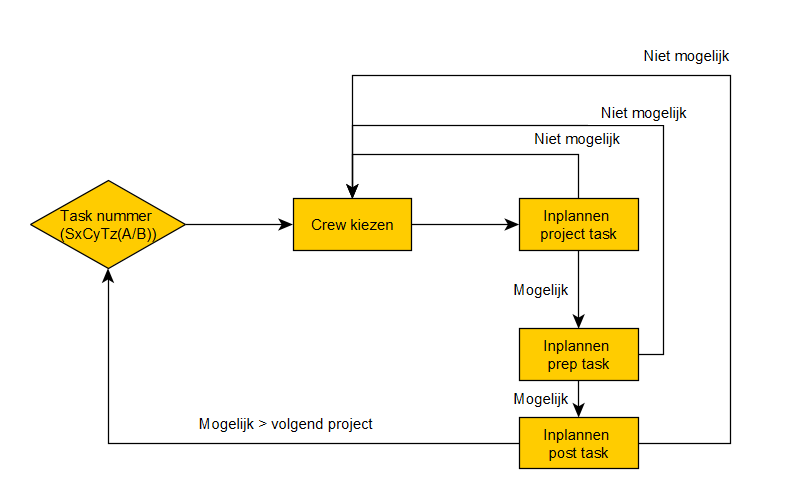 Niet mogelijk
Niet mogelijk
Niet mogelijk
Task nummer
(SxCyTz(A/B))
Crew kiezen
Inplannen
project task
Mogelijk
Inplannen
prep task
Mogelijk
Mogelijk > volgend project
Inplannen
post task